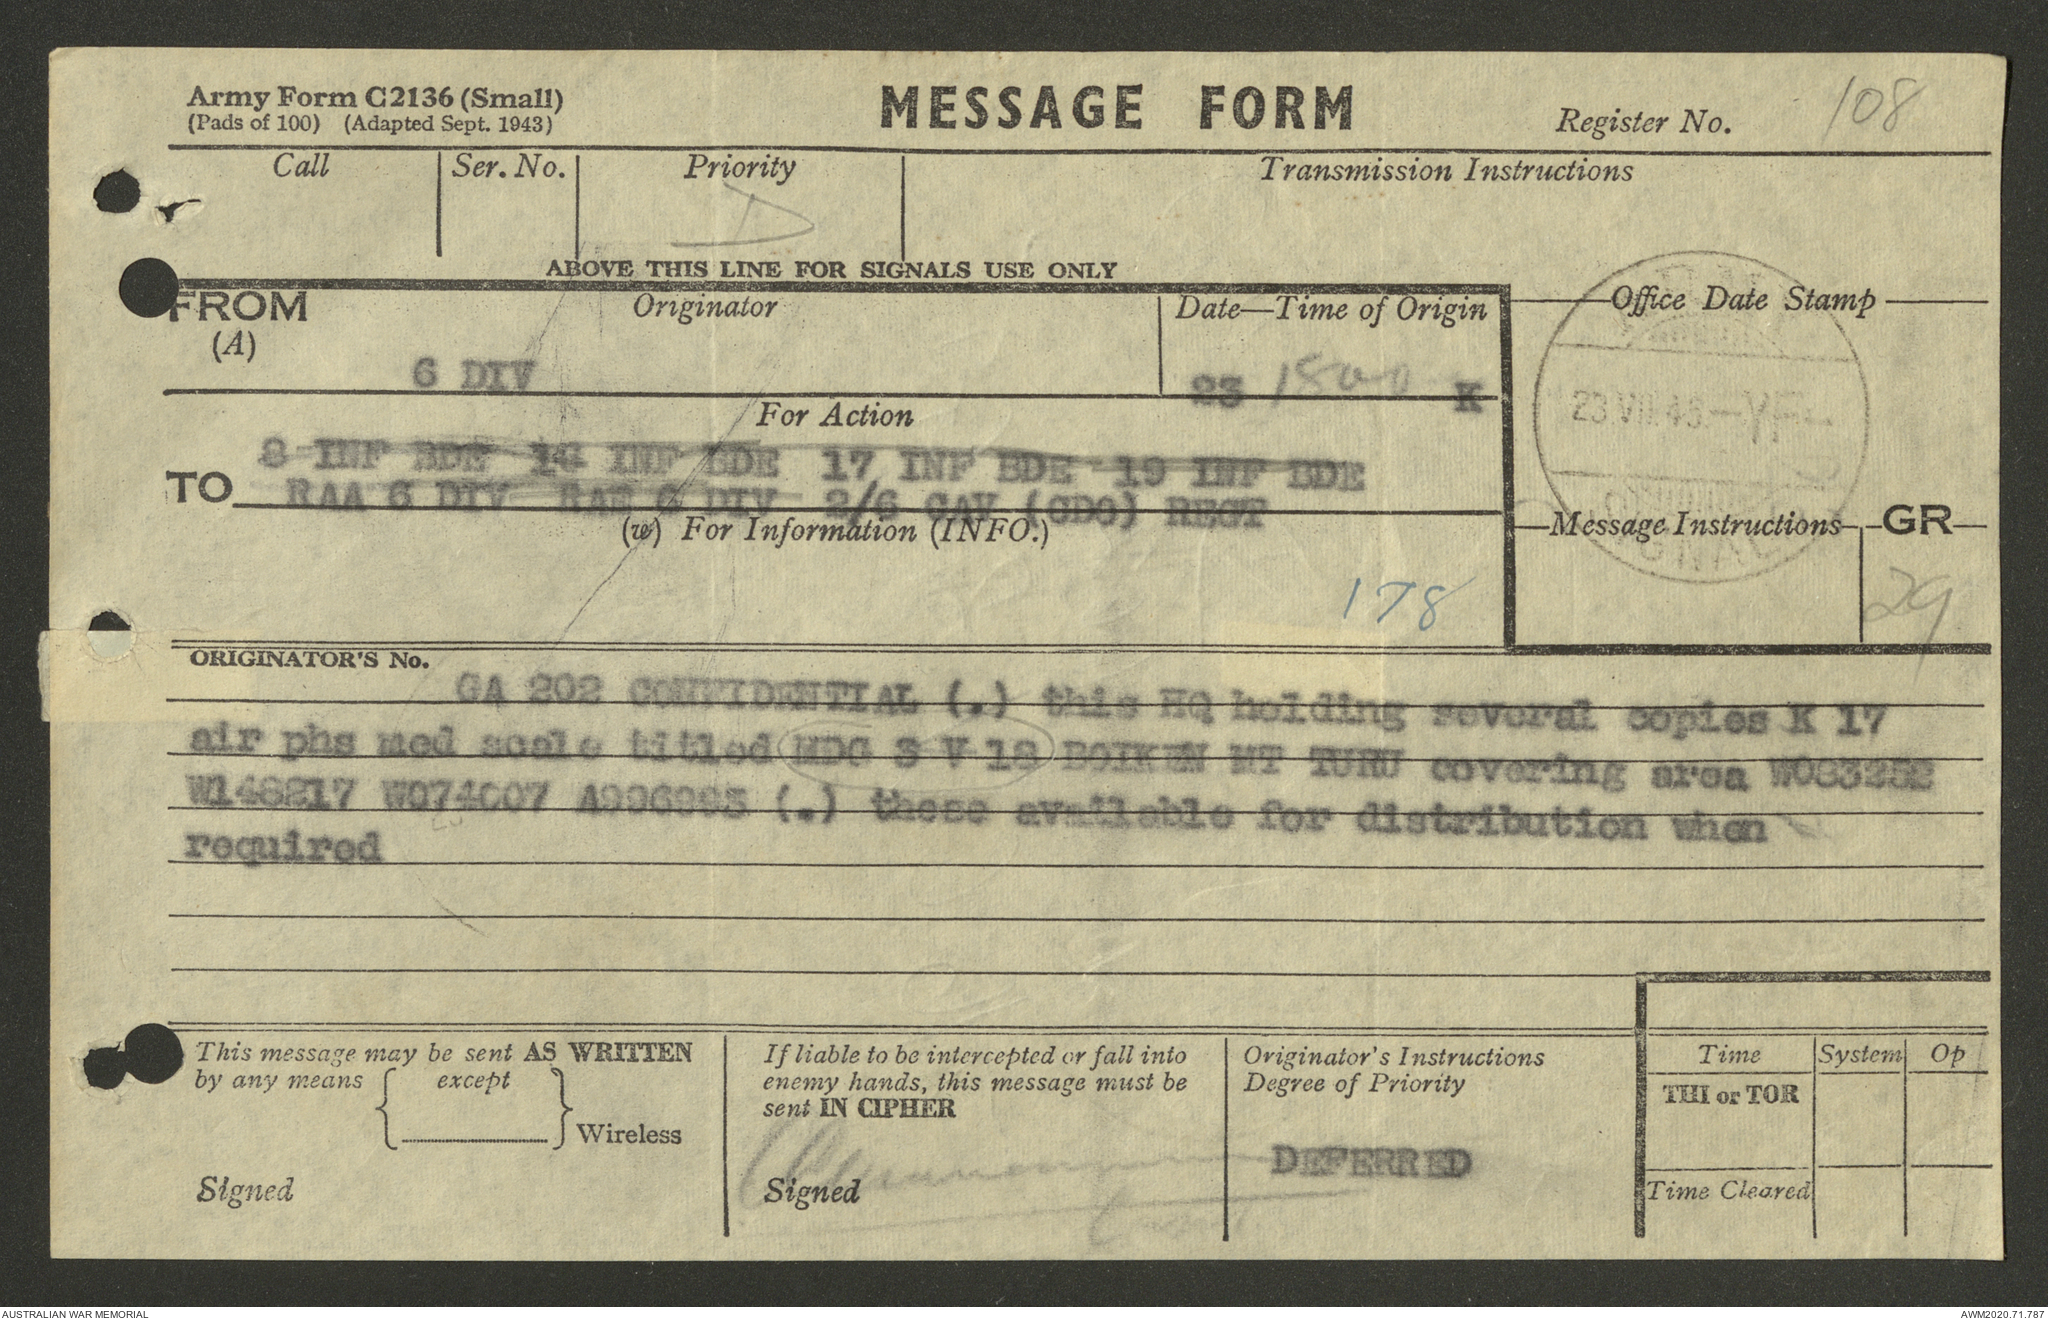 Army Form C2136 (Small)
(Pads of 100) (Adapted Sept. 1943)
MESSAGE FORM
Register No. 108
Call Ser. No. Priority Transmission Instructions
D
ABOVE THIS LINE FOR SIGNALS USE ONLY
FROM Originator Date—Time of Origin Office Date Stamp
(A)
6 DIV 23 1800 K
For Action
8 INF BDE 16 INF BDE 17 INF BDE 19 INF BDE
TO RAA 6 DIV RAE 6 DIV 2/6 CAV (CDO) REGT
(w) For Information (INFO.)
Message Instructions GR
178
29
ORIGINATOR'S No.
GA 202 CONFIDENTIAL (.) this HQ holding several copies K 17
air phs med scale titled MDG S V 18 BOIKEN MT TURU covering area W083252
W148217 W074007 (.) these available for distribution when
required
This message may be sent AS WRITTEN
by any means { except } Wireless
Signed
If liable to be intercepted or fall into
enemy hands, this message must be
sent IN CIPHER
Signed
Originator's Instructions
Degree of Priority
DEFERRED
Time System Op
THI or TOR
Time Cleared
AUSTRALIAN WAR MEMORIAL AWM2020.71.787